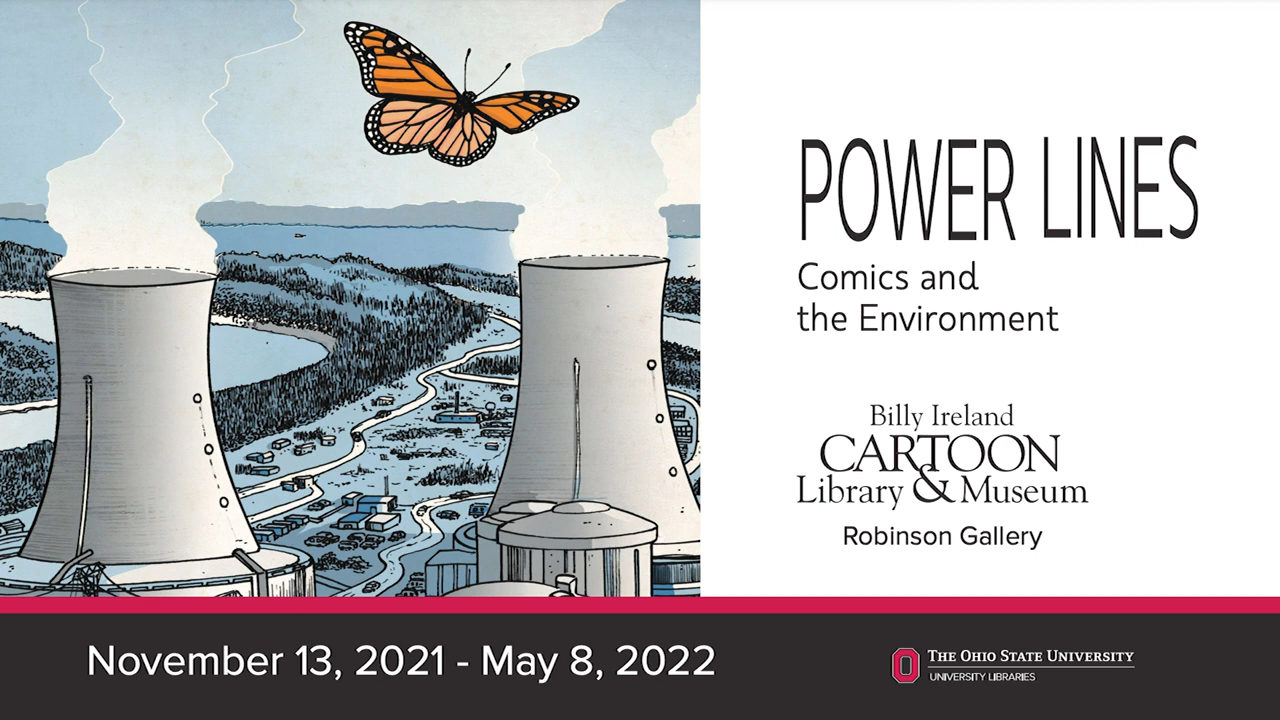 POWER LINES
Comics and
the Environment
Billy Ireland
CARTOON
Library & Museum
Robinson Gallery
November 13, 2021 - May 8, 2022
THE OHIO STATE UNIVERSITY
UNIVERSITY LIBRARIES